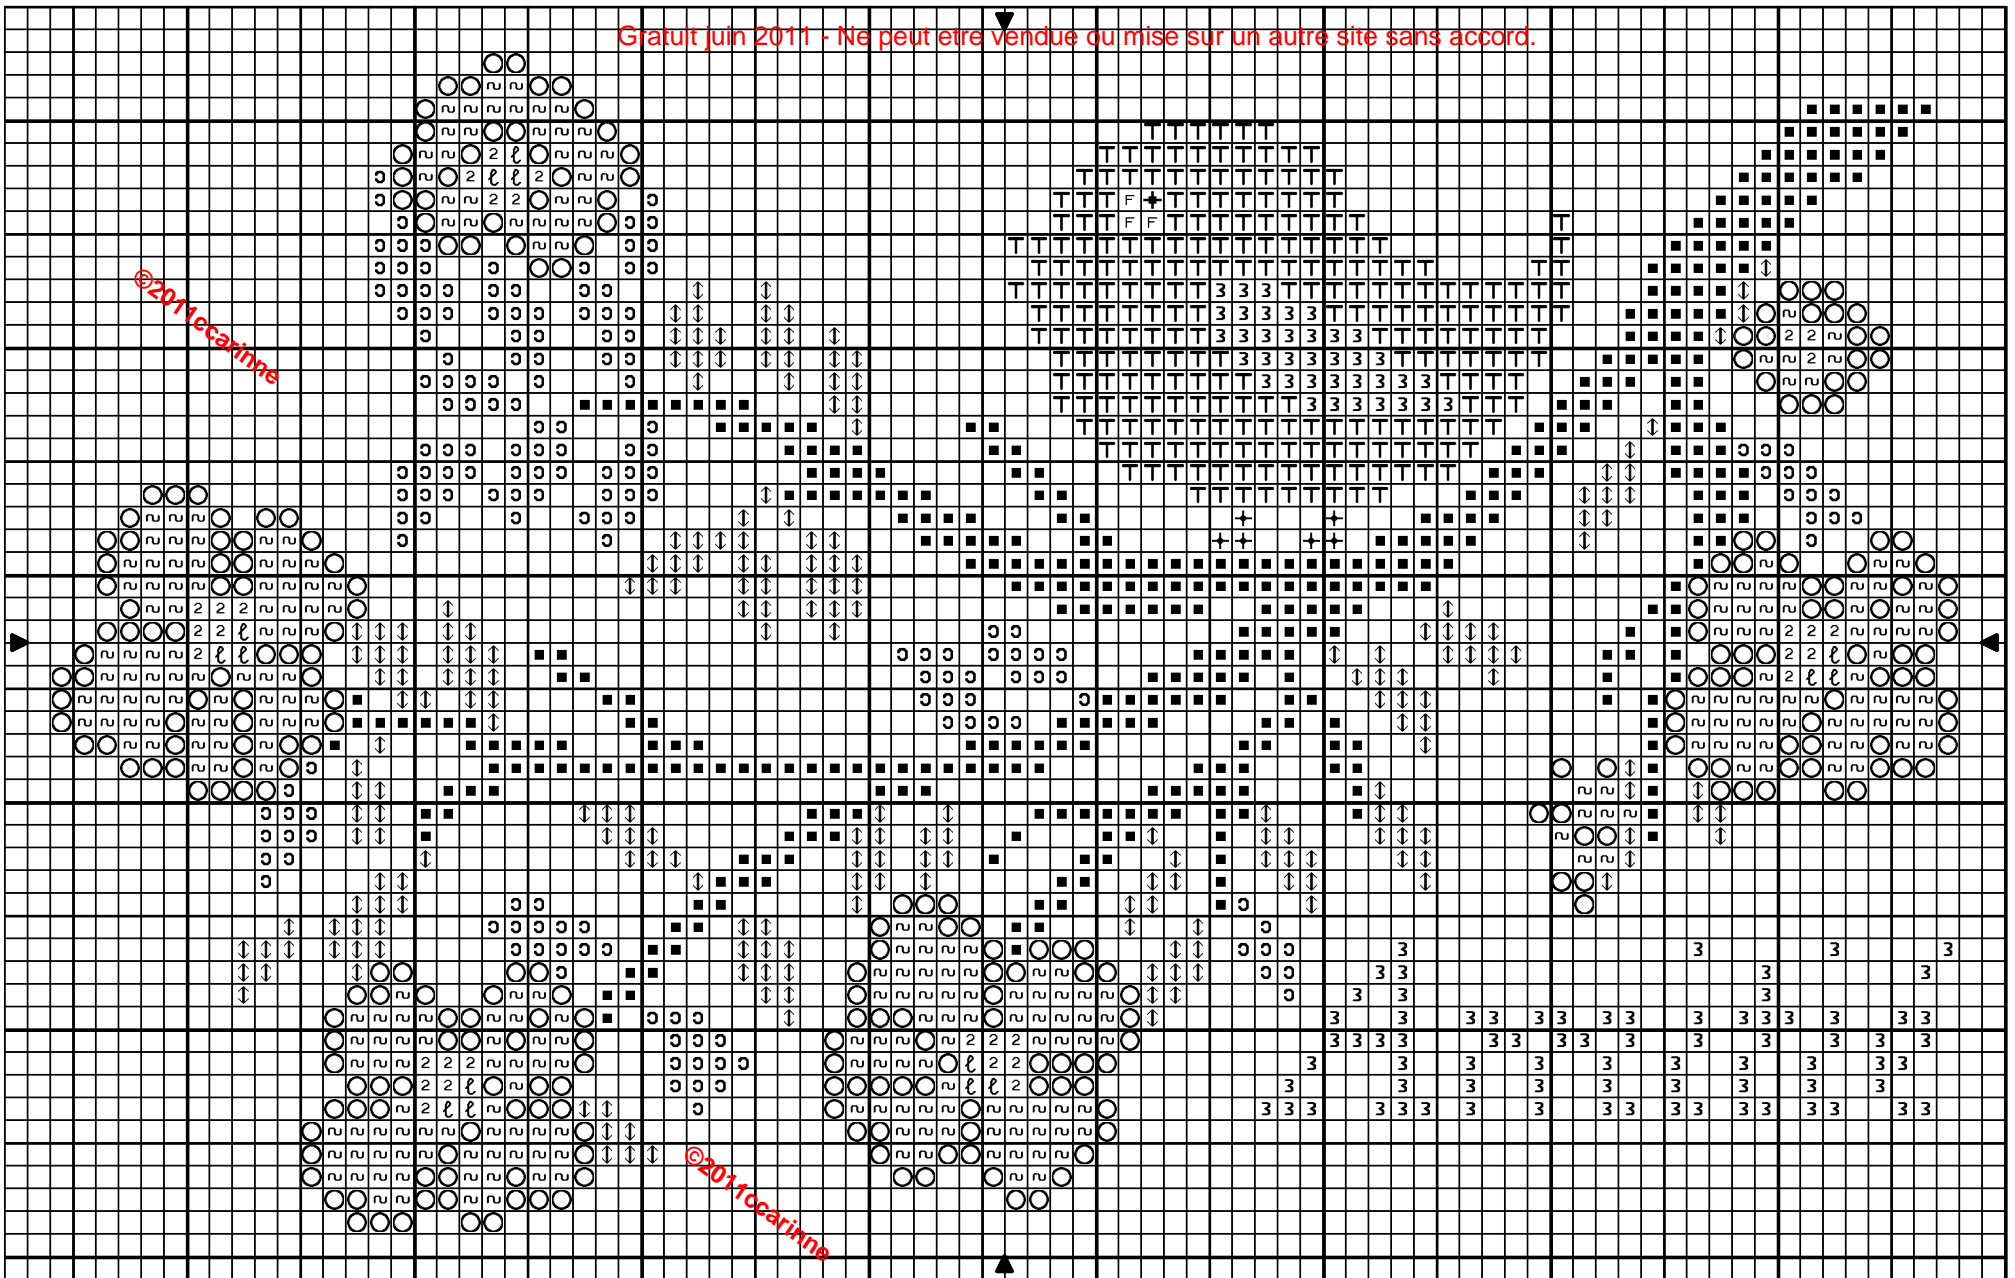 Gratuit juin 2011 - Ne peut etre vendue ou mise sur un autre site sans accord.
©2011ccarinne
©2011ccarinne